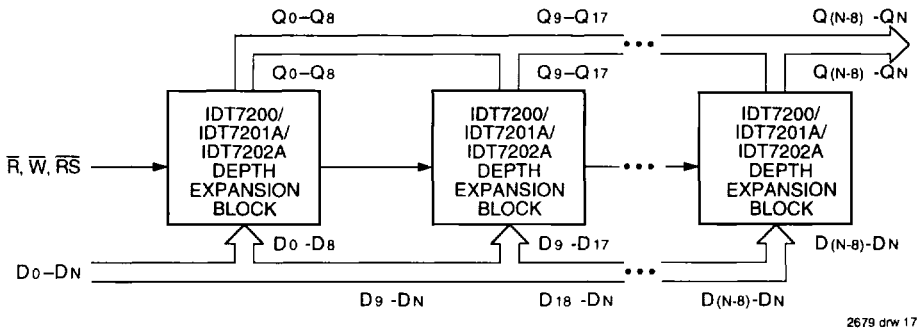 Q0–Q8 Q9–Q17 Q(N-8) -QN
Q0–Q8 Q9–Q17 Q(N-8) -QN
IDT7200/
IDT7201A/
IDT7202A
DEPTH
EXPANSION
BLOCK
IDT7200/
IDT7201A/
IDT7202A
DEPTH
EXPANSION
BLOCK
IDT7200/
IDT7201A/
IDT7202A
DEPTH
EXPANSION
BLOCK
R̅, W̅, R̅S̅
D0 -D8 D9 -D17 D(N-8)-DN
D0–DN
D9 -DN D18 -DN D(N-8)-DN
2679 drw 17